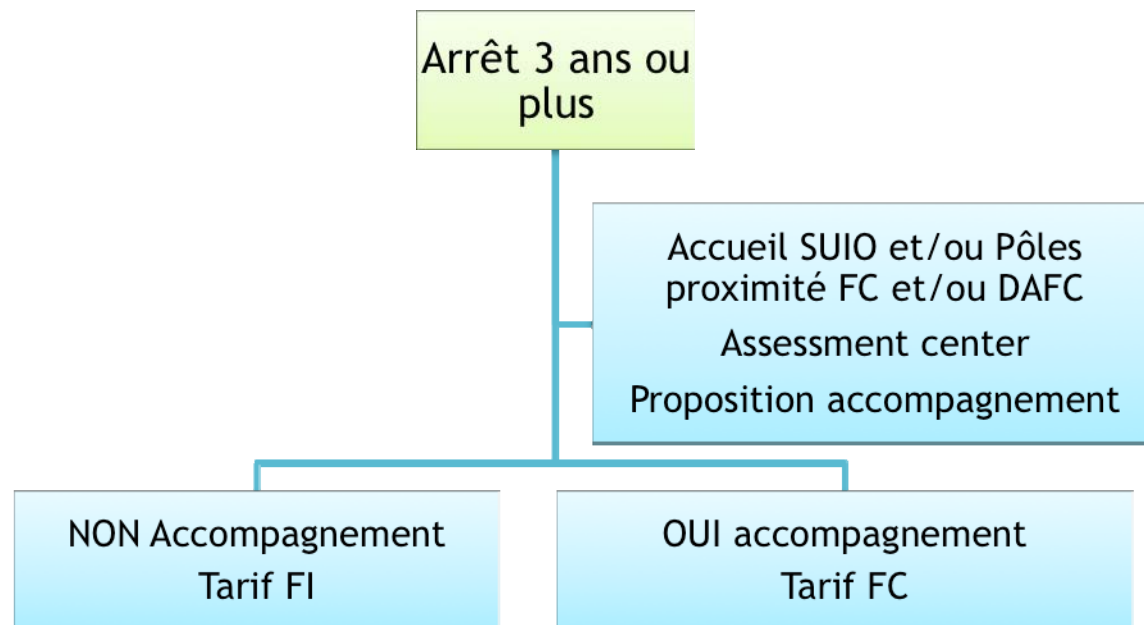 Arrêt 3 ans ou
plus
Accueil SUIO et/ou Pôles
proximité FC et/ou DAFC
Assessment center
Proposition accompagnement
NON Accompagnement
Tarif FI
OUI accompagnement
Tarif FC